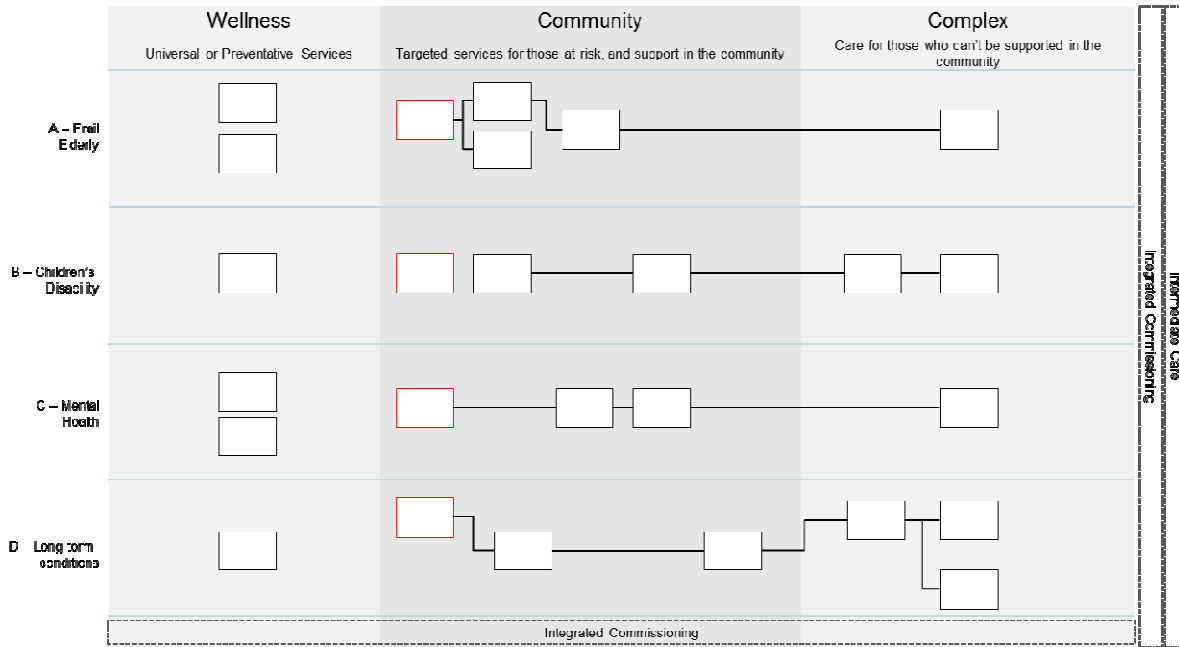 Wellness
Community
Complex
Universal or Preventative Services
Targeted services for those at risk, and support in the community
Care for those who can't be supported in the
community
A – Frail
Elderly
B – Children's
Disability
C – Mental
Health
D – Long term
conditions
Integrated Commissioning
Integrated Commissioning
Intermediate Care